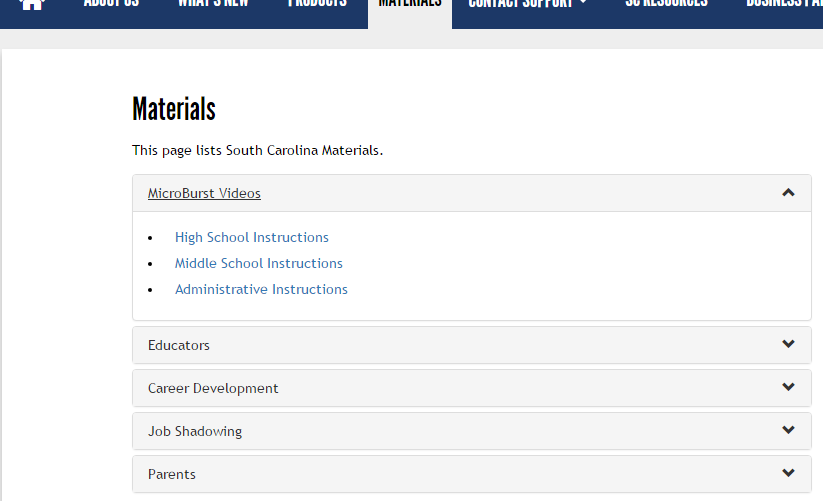 ABOUT US WHAT'S NEW PRODUCTS MATERIALS CONTACT SUPPORT SC RESOURCES BUSINESS
Materials
This page lists South Carolina Materials.
MicroBurst Videos
• High School Instructions
• Middle School Instructions
• Administrative Instructions
Educators
Career Development
Job Shadowing
Parents